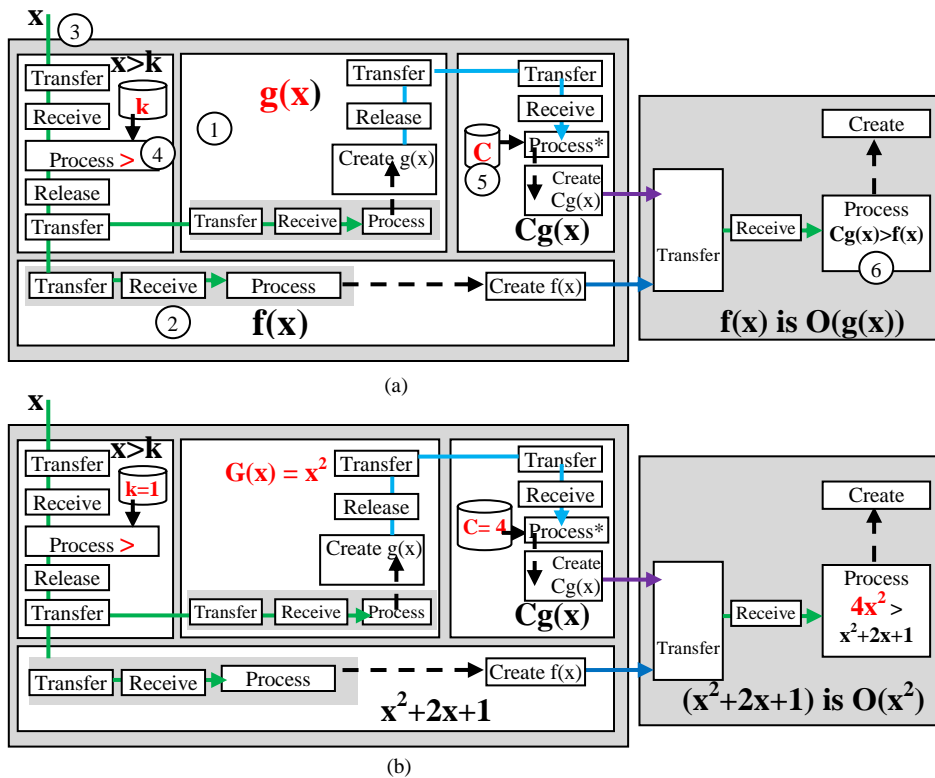 x
3
x>k
Transfer
k
Receive
Process >
4
Release
Transfer
1
g(x)
Transfer
Release
Create g(x)
Transfer
Receive
Process
Transfer
Receive
C
5
Process*
Create
Cg(x)
Cg(x)
Transfer
Receive
Process
2
f(x)
Create f(x)
Transfer
Receive
Create
Process
Cg(x)>f(x)
6
f(x) is O(g(x))
(a)
x
x>k
Transfer
k=1
Receive
Process >
Release
Transfer
G(x) = x²
Transfer
Release
Create g(x)
Transfer
Receive
Process
Transfer
Receive
C= 4
Process*
Create
Cg(x)
Cg(x)
Transfer
Receive
Process
Create f(x)
x²+2x+1
Transfer
Receive
Create
Process
4x² >
x²+2x+1
(x²+2x+1) is O(x²)
(b)